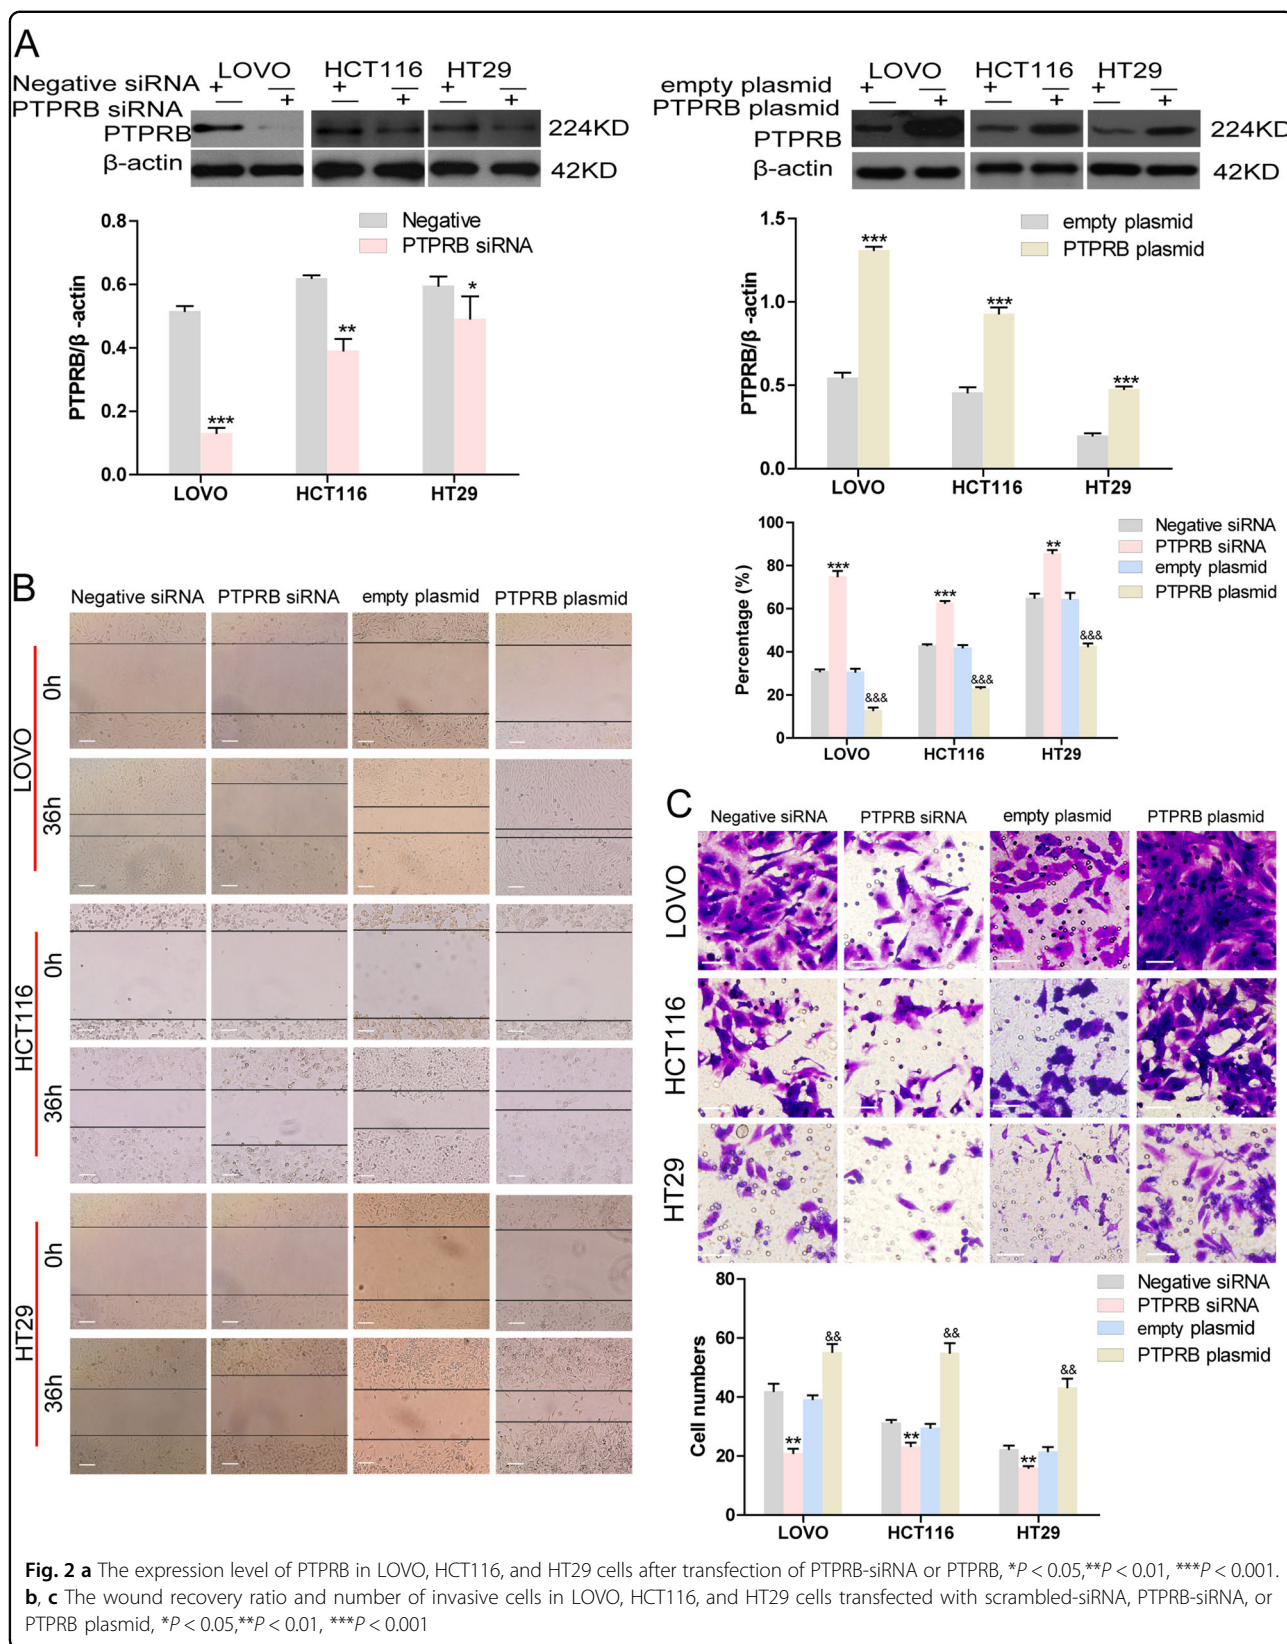 A
LOVO HCT116 HT29
Negative siRNA + — + — + —
PTPRB siRNA — + — + — +
PTPRB 224KD
β-actin 42KD
0.8
0.6
0.4
0.2
0.0
PTPRB/β -actin
Negative
PTPRB siRNA
***
**
*
LOVO HCT116 HT29
LOVO HCT116 HT29
empty plasmid + — + — + —
PTPRB plasmid — + — + — +
PTPRB 224KD
β-actin 42KD
1.5
1.0
0.5
0.0
PTPRB/β -actin
empty plasmid
PTPRB plasmid
***
***
***
LOVO HCT116 HT29
B
Negative siRNA PTPRB siRNA empty plasmid PTPRB plasmid
LOVO
0h
36h
HCT116
0h
36h
HT29
0h
36h
100
80
60
40
20
0
Percentage (%)
Negative siRNA
PTPRB siRNA
empty plasmid
PTPRB plasmid
*** &&&
*** &&&
** &&&
LOVO HCT116 HT29
C
Negative siRNA PTPRB siRNA empty plasmid PTPRB plasmid
LOVO
HCT116
HT29
80
60
40
20
0
Cell numbers
Negative siRNA
PTPRB siRNA
empty plasmid
PTPRB plasmid
** &&
** &&
** &&
LOVO HCT116 HT29
Fig. 2 a The expression level of PTPRB in LOVO, HCT116, and HT29 cells after transfection of PTPRB-siRNA or PTPRB, *P < 0.05,**P < 0.01, ***P < 0.001.
b, c The wound recovery ratio and number of invasive cells in LOVO, HCT116, and HT29 cells transfected with scrambled-siRNA, PTPRB-siRNA, or
PTPRB plasmid, *P < 0.05,**P < 0.01, ***P < 0.001